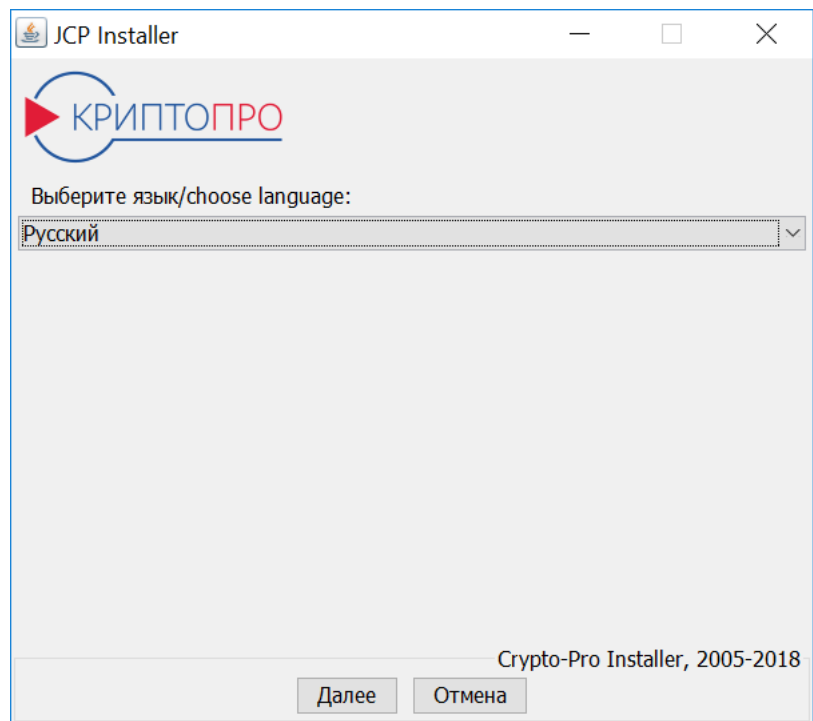 JCP Installer
КРИПТОПРО
Выберите язык/choose language:
Русский
Crypto-Pro Installer, 2005-2018
Далее
Отмена